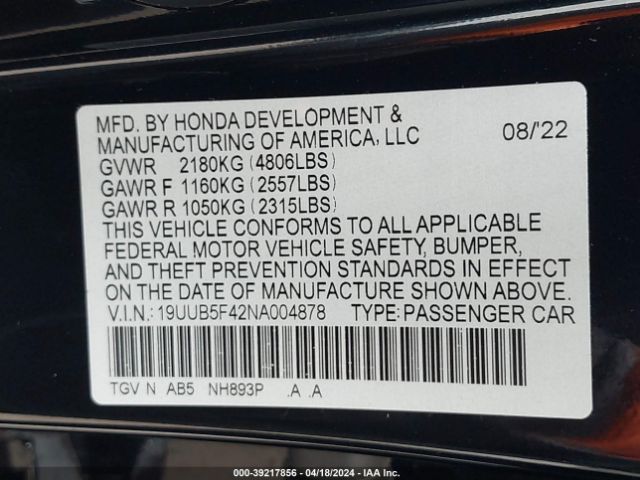 MFD. BY HONDA DEVELOPMENT &
MANUFACTURING OF AMERICA, LLC 08/'22
GVWR 2180KG (4806LBS)
GAWR F 1160KG (2557LBS)
GAWR R 1050KG (2315LBS)
THIS VEHICLE CONFORMS TO ALL APPLICABLE
FEDERAL MOTOR VEHICLE SAFETY, BUMPER,
AND THEFT PREVENTION STANDARDS IN EFFECT
ON THE DATE OF MANUFACTURE SHOWN ABOVE.
V.I.N.: 19UUB5F42NA004878 TYPE: PASSENGER CAR
TGV N AB5 NH893P .A .A
000-39217856 - 04/18/2024 - IAA Inc.